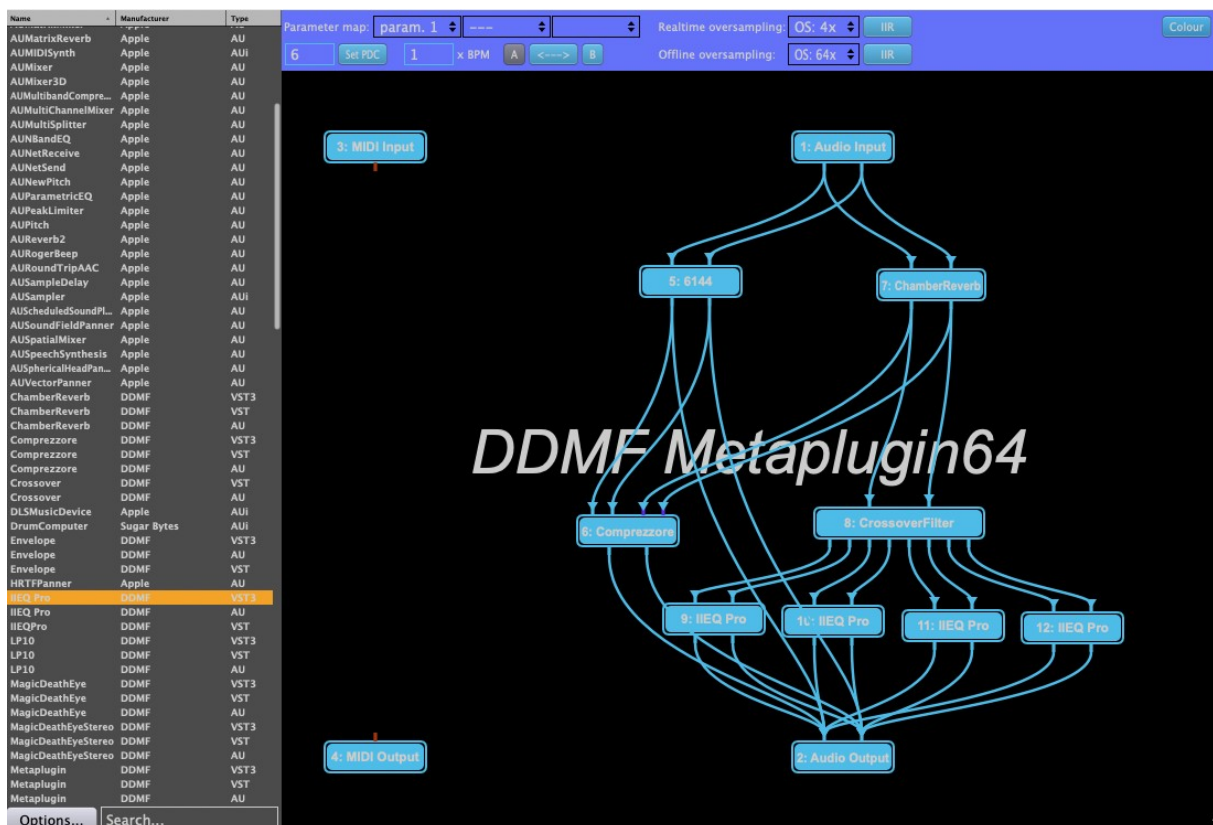 Name Manufacturer Type
AUMatrixReverb Apple AU
AUMIDISynth Apple AUi
AUMixer Apple AU
AUMixer3D Apple AU
AUMultibandCompre... Apple AU
AUMultiChannelMixer Apple AU
AUMultiSplitter Apple AU
AUNBandEQ Apple AU
AUNetReceive Apple AU
AUNetSend Apple AU
AUNewPitch Apple AU
AUParametricEQ Apple AU
AUPeakLimiter Apple AU
AUPitch Apple AU
AUReverb2 Apple AU
AURogerBeep Apple AU
AURoundTripAAC Apple AU
AUSampleDelay Apple AU
AUSampler Apple AUi
AUScheduledSoundPl... Apple AU
AUSoundFieldPanner Apple AU
AUSpatialMixer Apple AU
AUSpeechSynthesis Apple AUi
AUSphericalHeadPan... Apple AU
AUVectorPanner Apple AU
ChamberReverb DDMF VST3
ChamberReverb DDMF VST
ChamberReverb DDMF AU
Comprezzore DDMF VST3
Comprezzore DDMF VST
Comprezzore DDMF AU
Crossover DDMF VST
Crossover DDMF AU
DLSMusicDevice Apple AUi
DrumComputer Sugar Bytes AUi
Envelope DDMF VST3
Envelope DDMF AU
Envelope DDMF VST
HRTFPanner Apple AU
IIEQ Pro DDMF VST3
IIEQ Pro DDMF AU
IIEQPro DDMF VST
LP10 DDMF VST3
LP10 DDMF VST
LP10 DDMF AU
MagicDeathEye DDMF VST3
MagicDeathEye DDMF VST
MagicDeathEye DDMF AU
MagicDeathEyeStereo DDMF VST3
MagicDeathEyeStereo DDMF VST
MagicDeathEyeStereo DDMF AU
Metaplugin DDMF VST3
Metaplugin DDMF VST
Metaplugin DDMF AU
Options... Search...
Parameter map: param. 1 --- Realtime oversampling: OS: 4x IIR Colour
6 Set PDC 1 x BPM A <---> B Offline oversampling: OS: 64x IIR
3: MIDI Input 1: Audio Input
5: 6144 7: ChamberReverb
DDMF Metaplugin64
6: Comprezzore 8: CrossoverFilter
9: IIEQ Pro 10: IIEQ Pro 11: IIEQ Pro 12: IIEQ Pro
4: MIDI Output 2: Audio Output